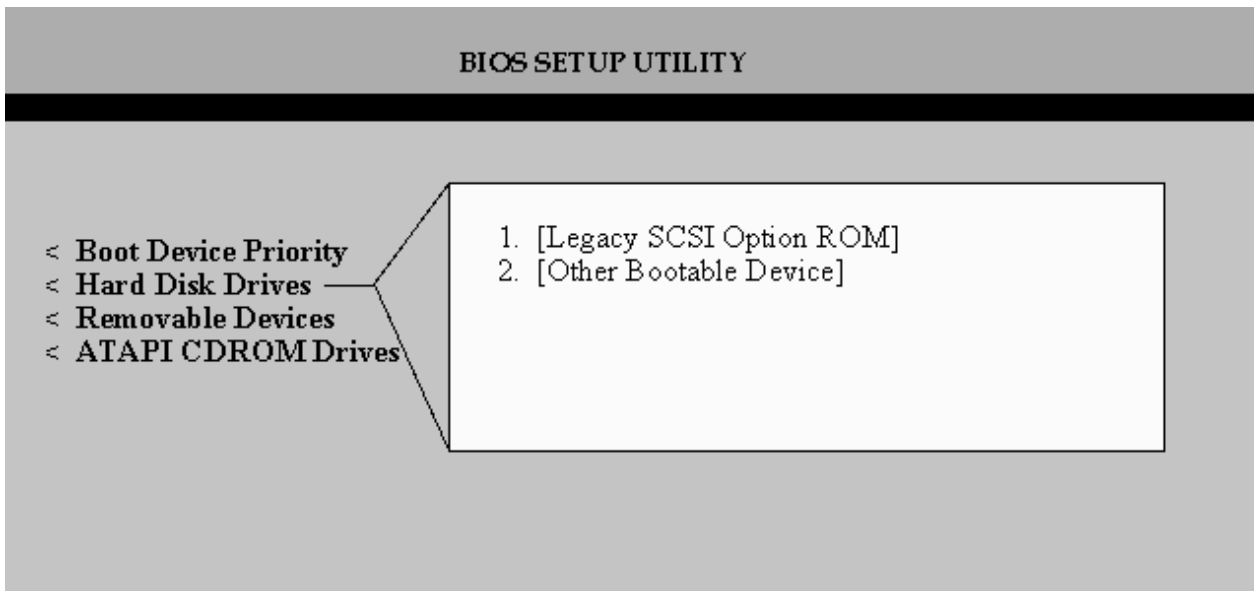 BIOS SETUP UTILITY
< Boot Device Priority
< Hard Disk Drives
< Removable Devices
< ATAPI CDROM Drives
1. [Legacy SCSI Option ROM]
2. [Other Bootable Device]